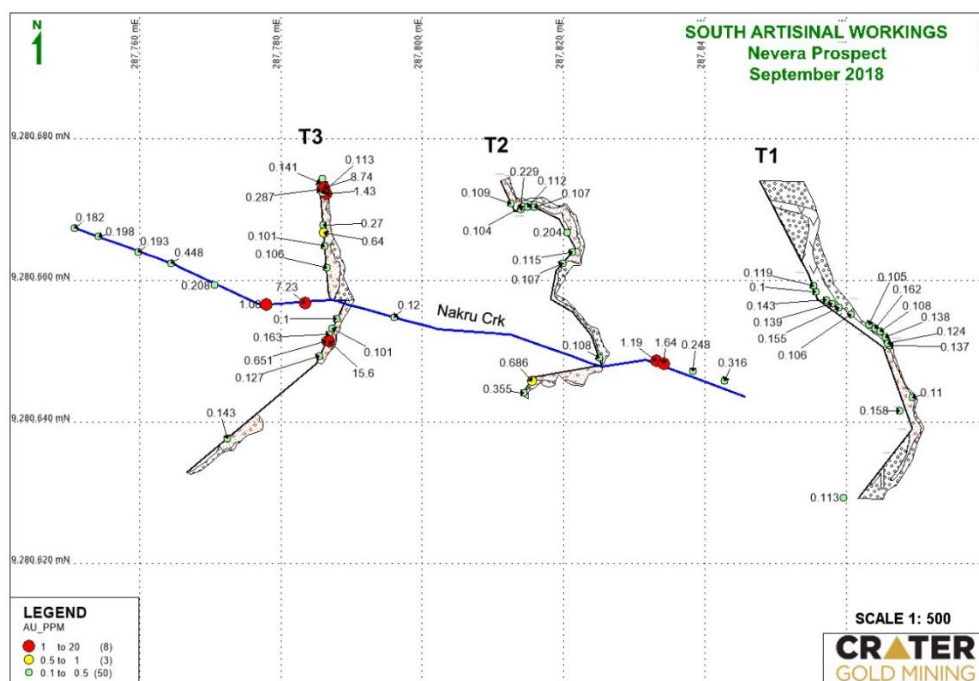 287,760 mE
287,780 mE
287,800 mE
287,820 mE
287,84
N
1
SOUTH ARTISINAL WORKINGS
Nevera Prospect
September 2018
9,280,680 mN
T3
T2
T1
0.141
0.113
8.74
0.287
1.43
0.229
0.112
0.109
0.107
0.104
0.27
0.64
0.204
0.182
0.198
0.193
0.448
0.101
0.106
0.115
0.107
9,280,660 mN
0.208
7.23
0.12
Nakru Crk
0.119
0.1
0.143
0.139
0.155
0.106
0.105
0.162
0.108
0.138
0.124
0.137
0.1
0.163
0.101
0.651
0.127
15.6
0.108
1.19
1.64
0.248
0.316
0.686
0.355
9,280,640 mN
0.143
0.11
0.158
0.113
9,280,620 mN
LEGEND
AU_PPM
1 to 20 (8)
0.5 to 1 (3)
0.1 to 0.5 (50)
SCALE 1: 500
CRATER
GOLD MINING